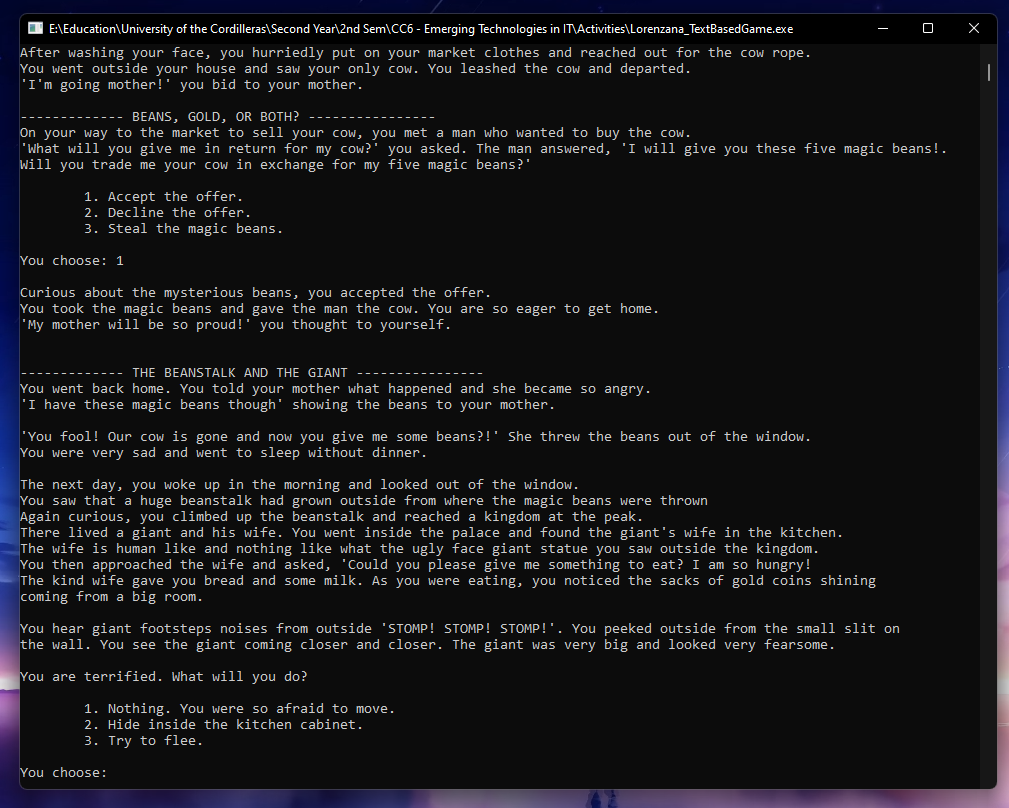 E:\Education\University of the Cordilleras\Second Year\2nd Sem\CC6 - Emerging Technologies in IT\Activities\Lorenzana_TextBasedGame.exe
After washing your face, you hurriedly put on your market clothes and reached out for the cow rope.
You went outside your house and saw your only cow. You leashed the cow and departed.
'I'm going mother!' you bid to your mother.
------------- BEANS, GOLD, OR BOTH? ----------------
On your way to the market to sell your cow, you met a man who wanted to buy the cow.
'What will you give me in return for my cow?' you asked. The man answered, 'I will give you these five magic beans!.
Will you trade me your cow in exchange for my five magic beans?'
1. Accept the offer.
2. Decline the offer.
3. Steal the magic beans.
You choose: 1
Curious about the mysterious beans, you accepted the offer.
You took the magic beans and gave the man the cow. You are so eager to get home.
'My mother will be so proud!' you thought to yourself.
------------- THE BEANSTALK AND THE GIANT ----------------
You went back home. You told your mother what happened and she became so angry.
'I have these magic beans though' showing the beans to your mother.
'You fool! Our cow is gone and now you give me some beans?!' She threw the beans out of the window.
You were very sad and went to sleep without dinner.
The next day, you woke up in the morning and looked out of the window.
You saw that a huge beanstalk had grown outside from where the magic beans were thrown
Again curious, you climbed up the beanstalk and reached a kingdom at the peak.
There lived a giant and his wife. You went inside the palace and found the giant's wife in the kitchen.
The wife is human like and nothing like what the ugly face giant statue you saw outside the kingdom.
You then approached the wife and asked, 'Could you please give me something to eat? I am so hungry!
The kind wife gave you bread and some milk. As you were eating, you noticed the sacks of gold coins shining
coming from a big room.
You hear giant footsteps noises from outside 'STOMP! STOMP! STOMP!'. You peeked outside from the small slit on
the wall. You see the giant coming closer and closer. The giant was very big and looked very fearsome.
You are terrified. What will you do?
1. Nothing. You were so afraid to move.
2. Hide inside the kitchen cabinet.
3. Try to flee.
You choose: